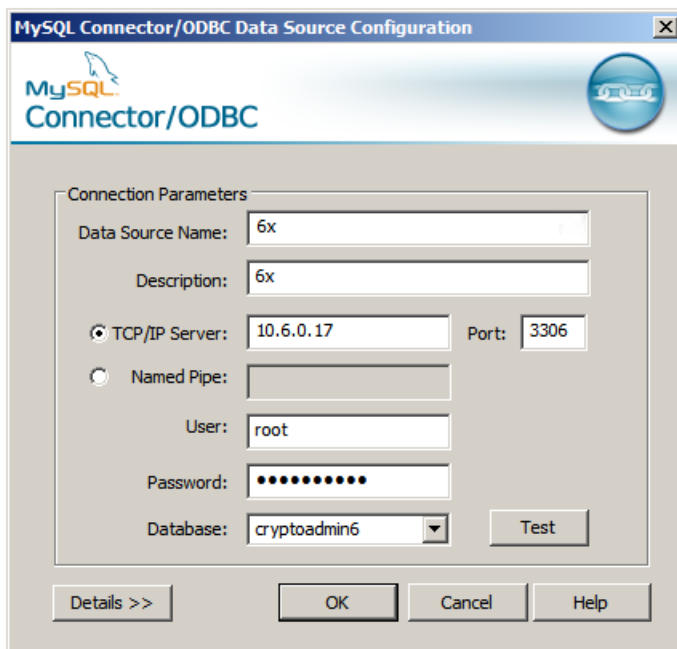 MySQL Connector/ODBC Data Source Configuration
MySQL
Connector/ODBC
Connection Parameters
Data Source Name: 6x
Description: 6x
TCP/IP Server: 10.6.0.17 Port: 3306
Named Pipe:
User: root
Password: ••••••••••
Database: cryptoadmin6 Test
Details >> OK Cancel Help